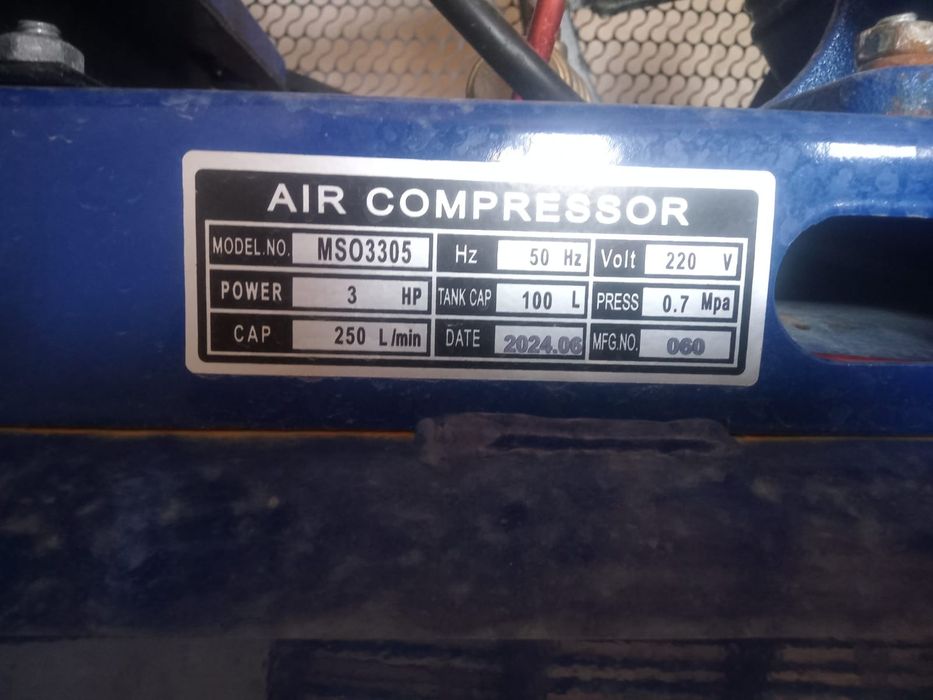 AIR COMPRESSOR
MODEL.NO. MSO3305 Hz 50 Hz Volt 220 V
POWER 3 HP TANK CAP 100 L PRESS 0.7 Mpa
CAP 250 L/min DATE 2024.06 MFG.NO. 060